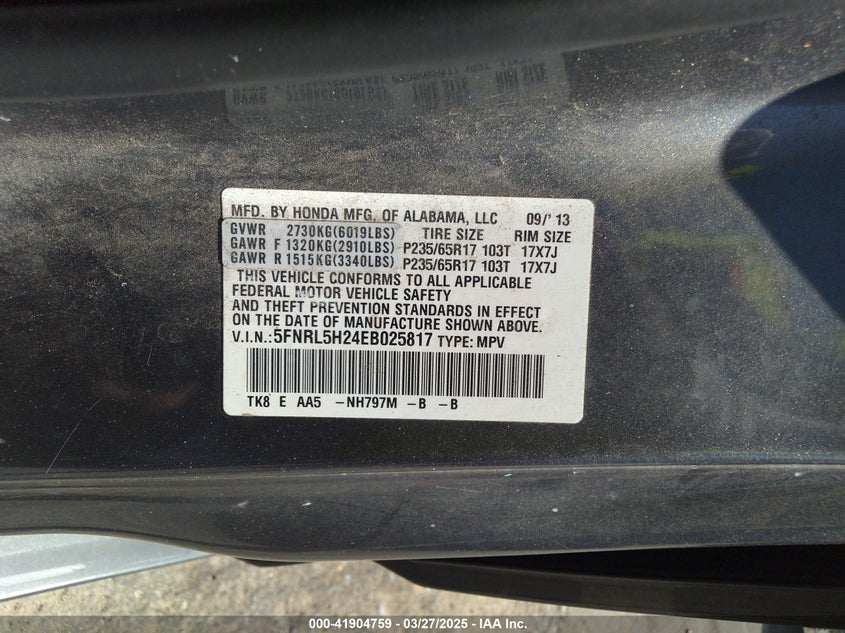 MFD. BY HONDA MFG. OF ALABAMA, LLC 09/' 13
GVWR 2730KG(6019LBS) TIRE SIZE RIM SIZE
GAWR F 1320KG(2910LBS) P235/65R17 103T 17X7J
GAWR R 1515KG(3340LBS) P235/65R17 103T 17X7J
THIS VEHICLE CONFORMS TO ALL APPLICABLE
FEDERAL MOTOR VEHICLE SAFETY
AND THEFT PREVENTION STANDARDS IN EFFECT
ON THE DATE OF MANUFACTURE SHOWN ABOVE.
V.I.N.: 5FNRL5H24EB025817 TYPE: MPV
TK8 E AA5 -NH797M -B -B
000-41904759 — 03/27/2025 — IAA Inc.